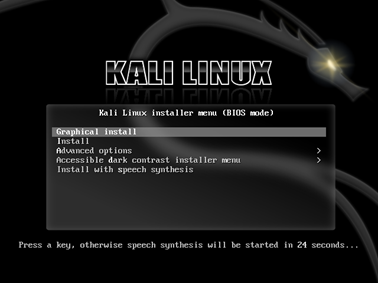 KALI LINUX
Kali Linux installer menu (BIOS mode)
Graphical install
Install
Advanced options >
Accessible dark contrast installer menu >
Install with speech synthesis
Press a key, otherwise speech synthesis will be started in 24 seconds...